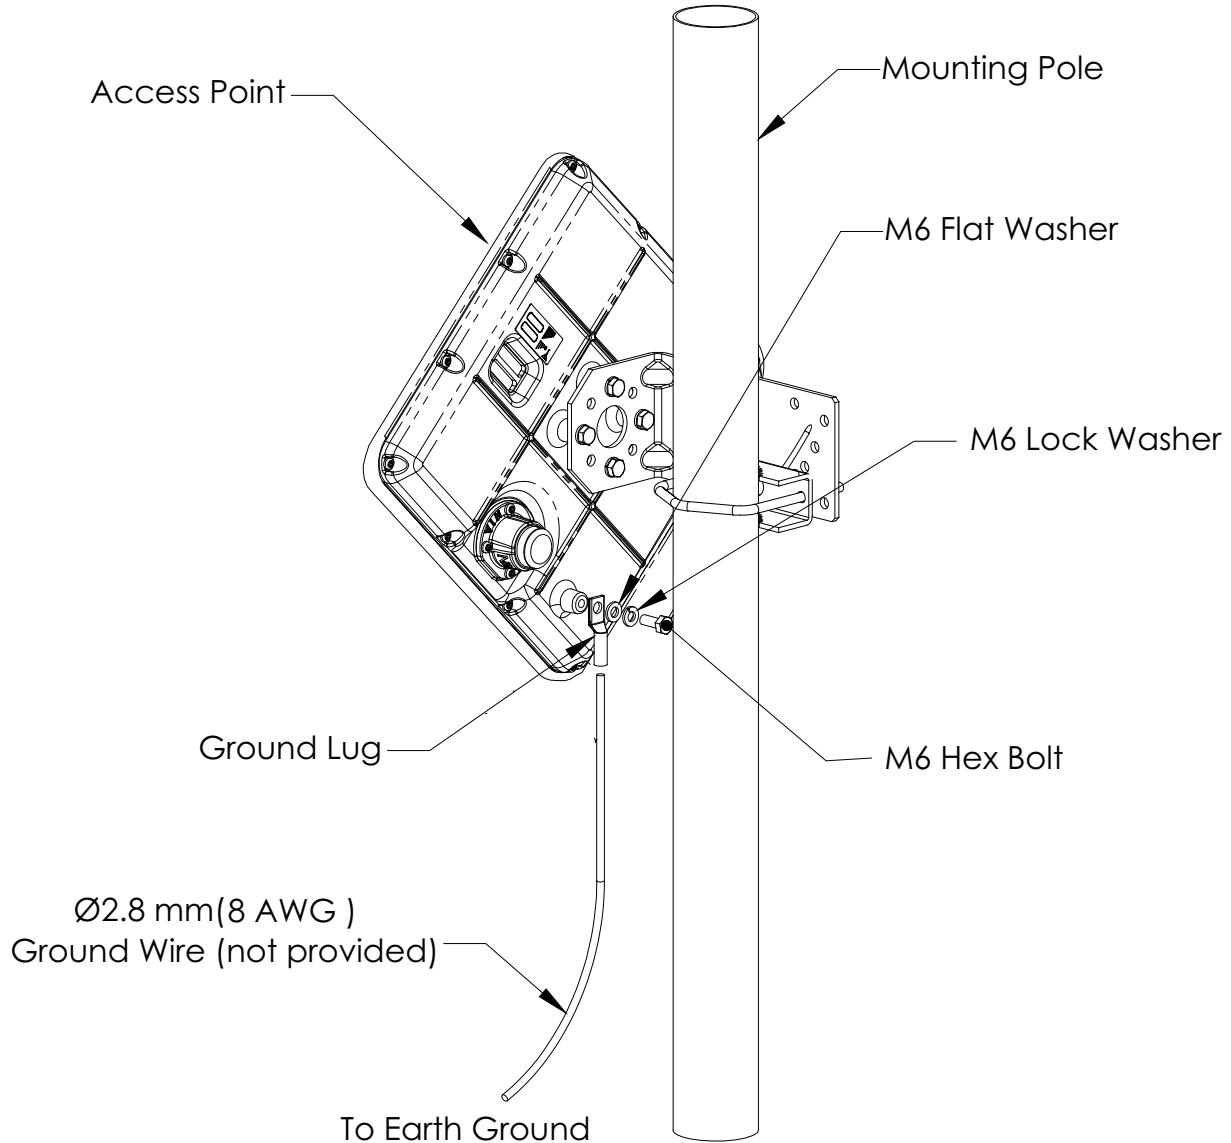 Mounting Pole
Access Point
M6 Flat Washer
M6 Lock Washer
Ground Lug
M6 Hex Bolt
Ø2.8 mm(8 AWG )
Ground Wire (not provided)
To Earth Ground